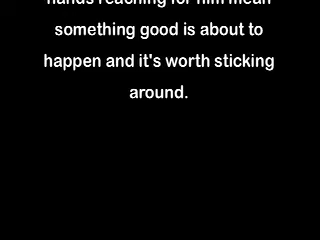 hands reaching for him mean
something good is about to
happen and it's worth sticking
around.